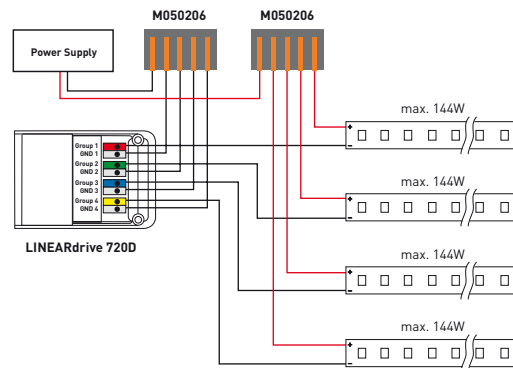 M050206 M050206
Power Supply
max. 144W
Group 1
GND 1
Group 2
GND 2
Group 3
GND 3
Group 4
GND 4
LINEARdrive 720D
+
-
max. 144W
+
-
max. 144W
+
-
max. 144W
+
-